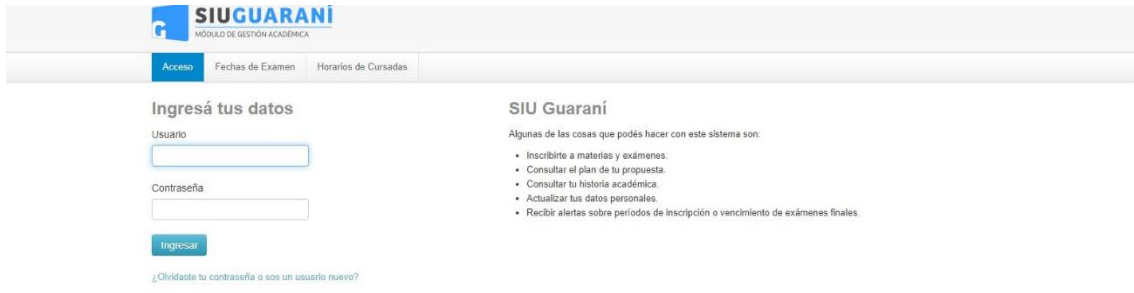 SIUGUARANÍ
G
MÓDULO DE GESTIÓN ACADÉMICA
Acceso Fechas de Examen Horarios de Cursadas
Ingresá tus datos
Usuario
Contraseña
Ingresar
¿Olvidaste tu contraseña o sos un usuario nuevo?
SIU Guaraní
Algunas de las cosas que podés hacer con este sistema son:
• Inscribirte a materias y exámenes.
• Consultar el plan de tu propuesta.
• Consultar tu historia académica.
• Actualizar tus datos personales.
• Recibir alertas sobre períodos de inscripción o vencimiento de exámenes finales.